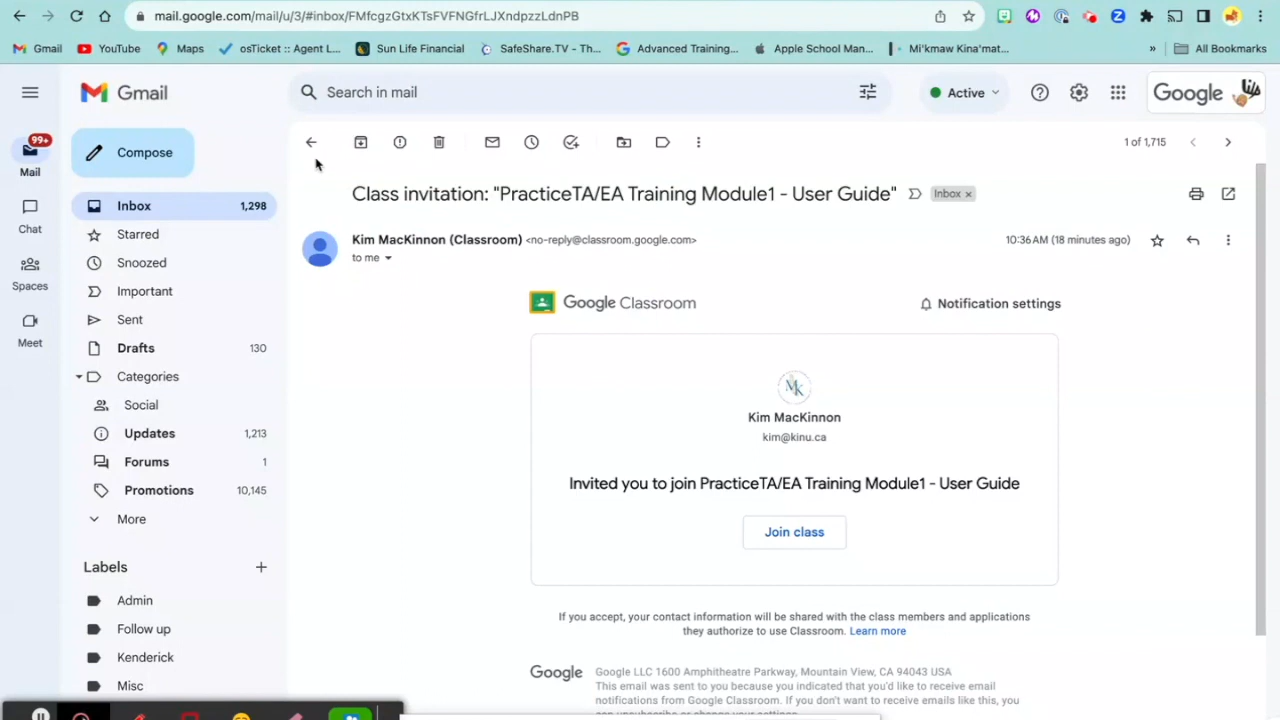 mail.google.com/mail/u/3/#inbox/FMfcgzGtxKTsFVFNGfrLJXndpzzLdnPB
Gmail YouTube Maps osTicket :: Agent L... Sun Life Financial SafeShare.TV - Th... Advanced Training... Apple School Man... Mi'kmaw Kina'mat... » All Bookmarks
Gmail
Search in mail
Active
Google
99+
Mail
Chat
Spaces
Meet
Compose
Inbox 1,298
Starred
Snoozed
Important
Sent
Drafts 130
Categories
Social
Updates 1,213
Forums 1
Promotions 10,145
More
Labels
Admin
Follow up
Kenderick
Misc
1 of 1,715
Class invitation: "PracticeTA/EA Training Module1 - User Guide"
Inbox ×
Kim MacKinnon (Classroom) <no-reply@classroom.google.com>
10:36 AM (18 minutes ago)
to me
Google Classroom
Notification settings
MK
Kim MacKinnon
kim@kinu.ca
Invited you to join PracticeTA/EA Training Module1 - User Guide
Join class
If you accept, your contact information will be shared with the class members and applications
they authorize to use Classroom. Learn more
Google
Google LLC 1600 Amphitheatre Parkway, Mountain View, CA 94043 USA
This email was sent to you because you indicated that you'd like to receive email
notifications from Google Classroom. If you don't want to receive emails like this, you